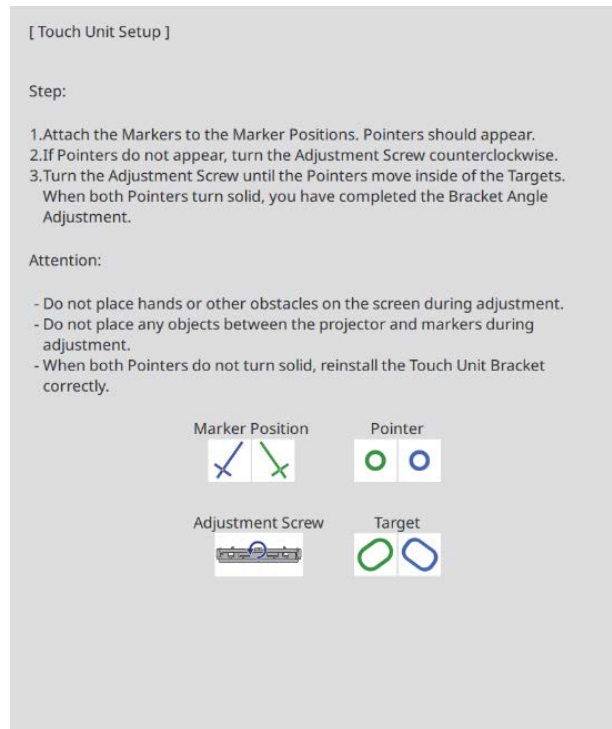 [ Touch Unit Setup ]
Step:
1.Attach the Markers to the Marker Positions. Pointers should appear.
2.If Pointers do not appear, turn the Adjustment Screw counterclockwise.
3.Turn the Adjustment Screw until the Pointers move inside of the Targets.
When both Pointers turn solid, you have completed the Bracket Angle
Adjustment.
Attention:
- Do not place hands or other obstacles on the screen during adjustment.
- Do not place any objects between the projector and markers during
adjustment.
- When both Pointers do not turn solid, reinstall the Touch Unit Bracket
correctly.
Marker Position Pointer
Adjustment Screw Target